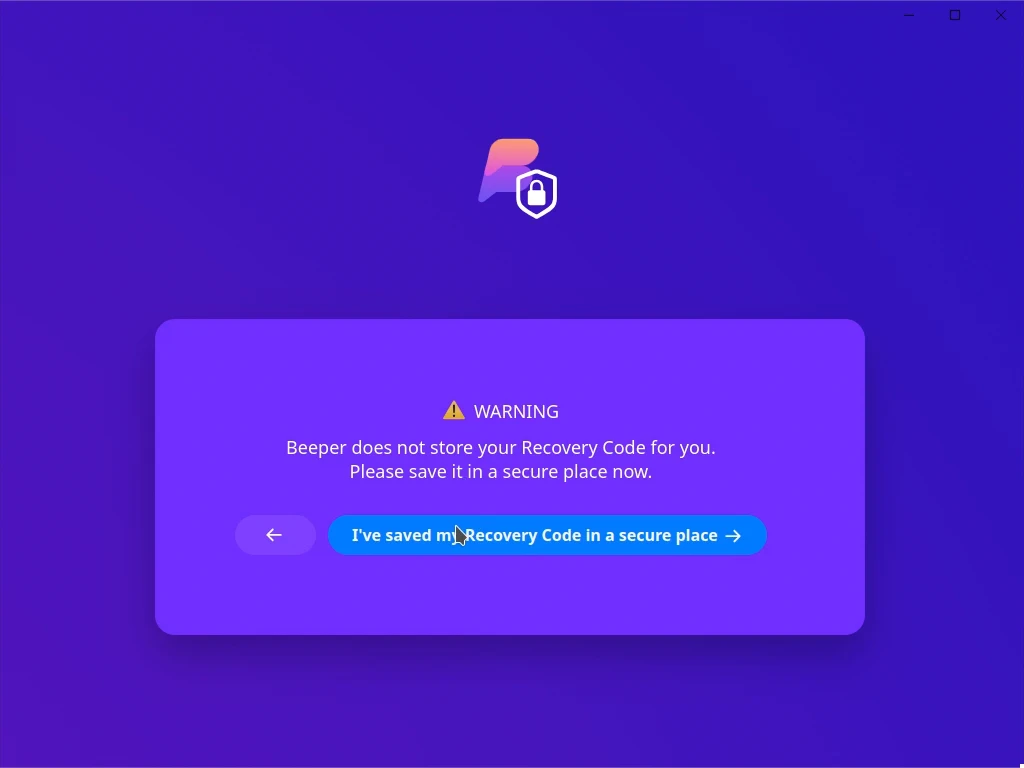 ⚠ WARNING
Beeper does not store your Recovery Code for you.
Please save it in a secure place now.
← I've saved my Recovery Code in a secure place →